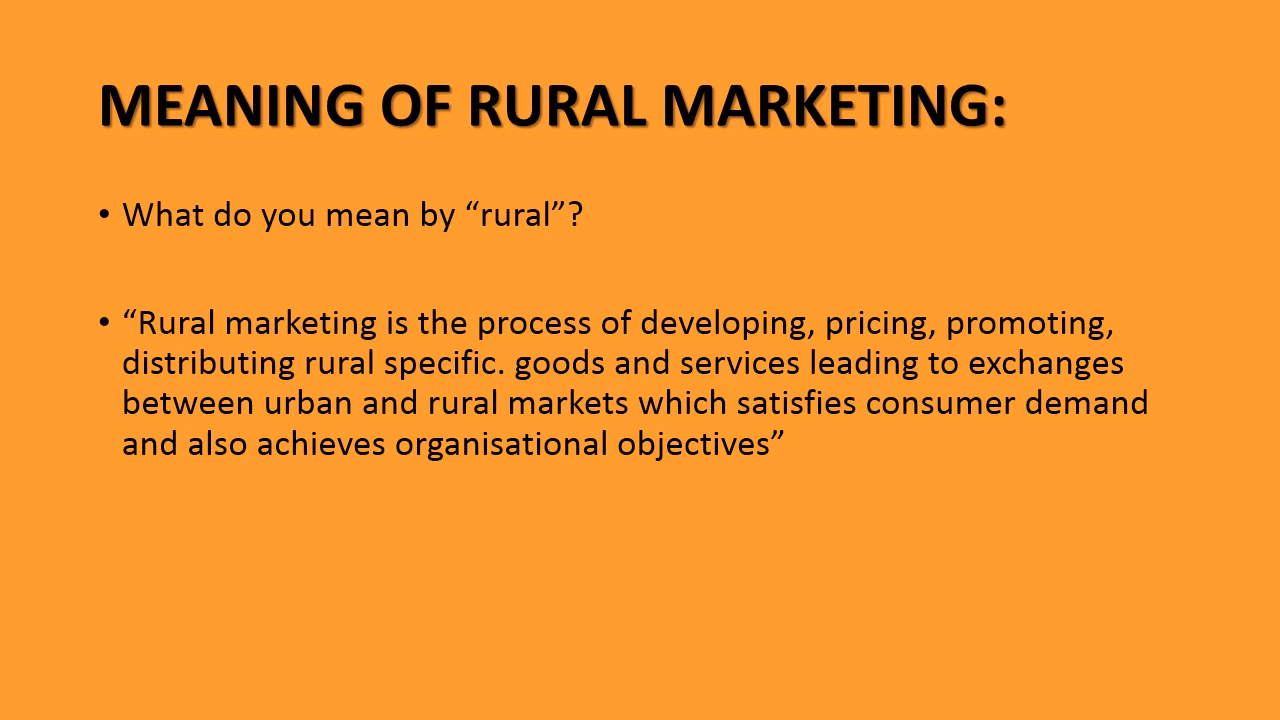 MEANING OF RURAL MARKETING:
• What do you mean by “rural”?
• “Rural marketing is the process of developing, pricing, promoting,
distributing rural specific. goods and services leading to exchanges
between urban and rural markets which satisfies consumer demand
and also achieves organisational objectives”